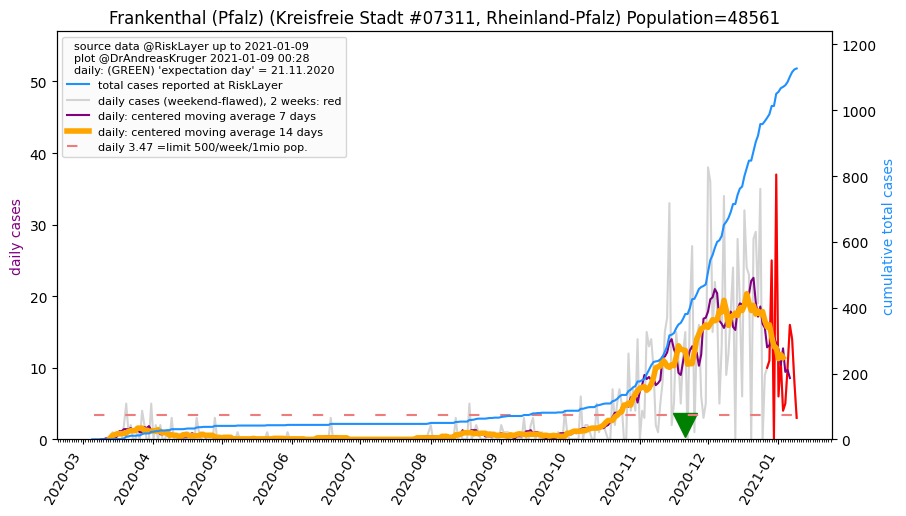 Frankenthal (Pfalz) (Kreisfreie Stadt #07311, Rheinland-Pfalz) Population=48561
source data @RiskLayer up to 2021-01-09
plot @DrAndreasKruger 2021-01-09 00:28
daily: (GREEN) 'expectation day' = 21.11.2020
total cases reported at RiskLayer
daily cases (weekend-flawed), 2 weeks: red
daily: centered moving average 7 days
daily: centered moving average 14 days
daily 3.47 =limit 500/week/1mio pop.
daily cases
50
40
30
20
10
0
cumulative total cases
1200
1000
800
600
400
200
0
2020-03
2020-04
2020-05
2020-06
2020-07
2020-08
2020-09
2020-10
2020-11
2020-12
2021-01